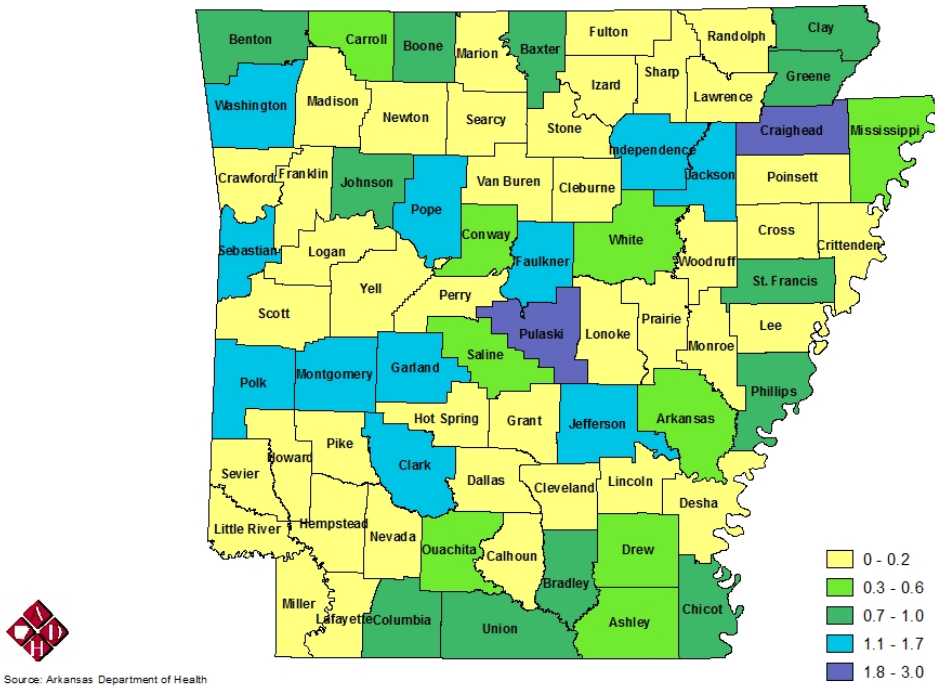 Benton
Carroll
Boone
Marion
Baxter
Fulton
Randolph
Clay
Sharp
Izard
Greene
Washington
Madison
Newton
Searcy
Stone
Lawrence
Craighead
Mississippi
Independence
Jackson
Crawford
Franklin
Johnson
Pope
Van Buren
Cleburne
Poinsett
Sebastian
Logan
Conway
Faulkner
White
Woodruff
Cross
Crittenden
St. Francis
Scott
Yell
Perry
Pulaski
Lonoke
Prairie
Monroe
Lee
Polk
Montgomery
Garland
Saline
Phillips
Hot Spring
Grant
Jefferson
Arkansas
Sevier
Howard
Pike
Clark
Dallas
Cleveland
Lincoln
Desha
Little River
Hempstead
Nevada
Ouachita
Calhoun
Drew
Bradley
Miller
Lafayette
Columbia
Union
Ashley
Chicot
0 - 0.2
0.3 - 0.6
0.7 - 1.0
1.1 - 1.7
1.8 - 3.0
A
D
H
Source: Arkansas Department of Health